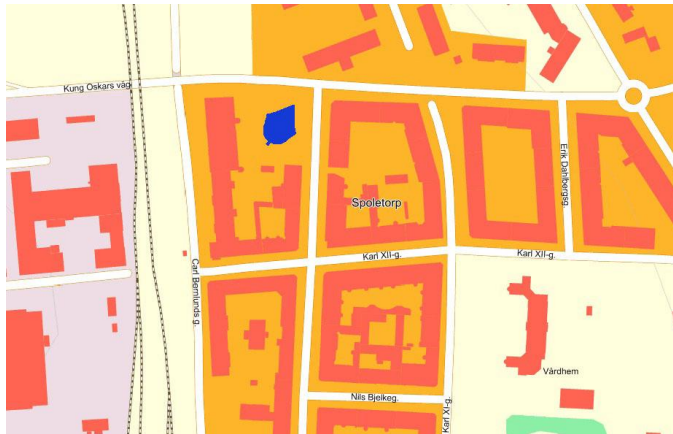 Kung Oskars väg
Erik Dahlbergsg.
Spoletorp
Karl XII-g.
Karl XII-g.
Carl Bernlunds g
Vårdhem
Nils Bjelkeg.
Karl XI-g.